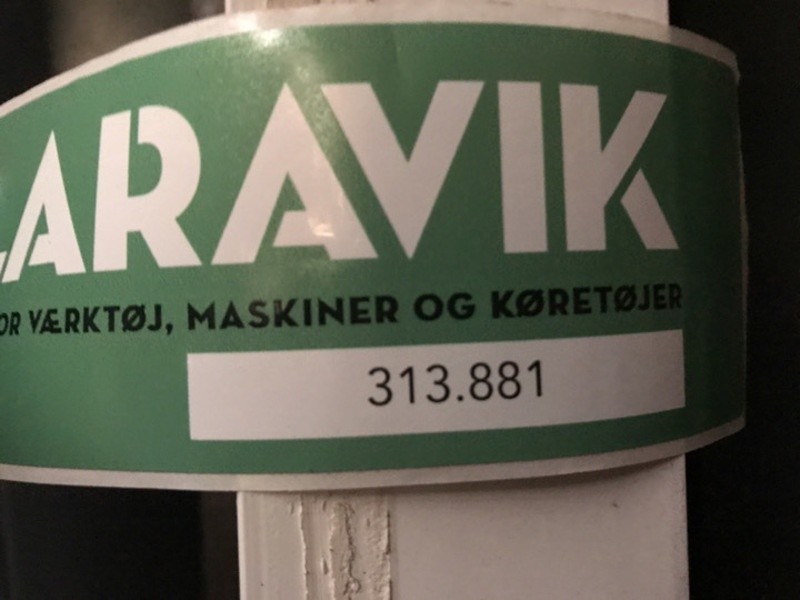 LARAVIK
OR VÆRKTØJ, MASKINER OG KØRETØJER
313.881